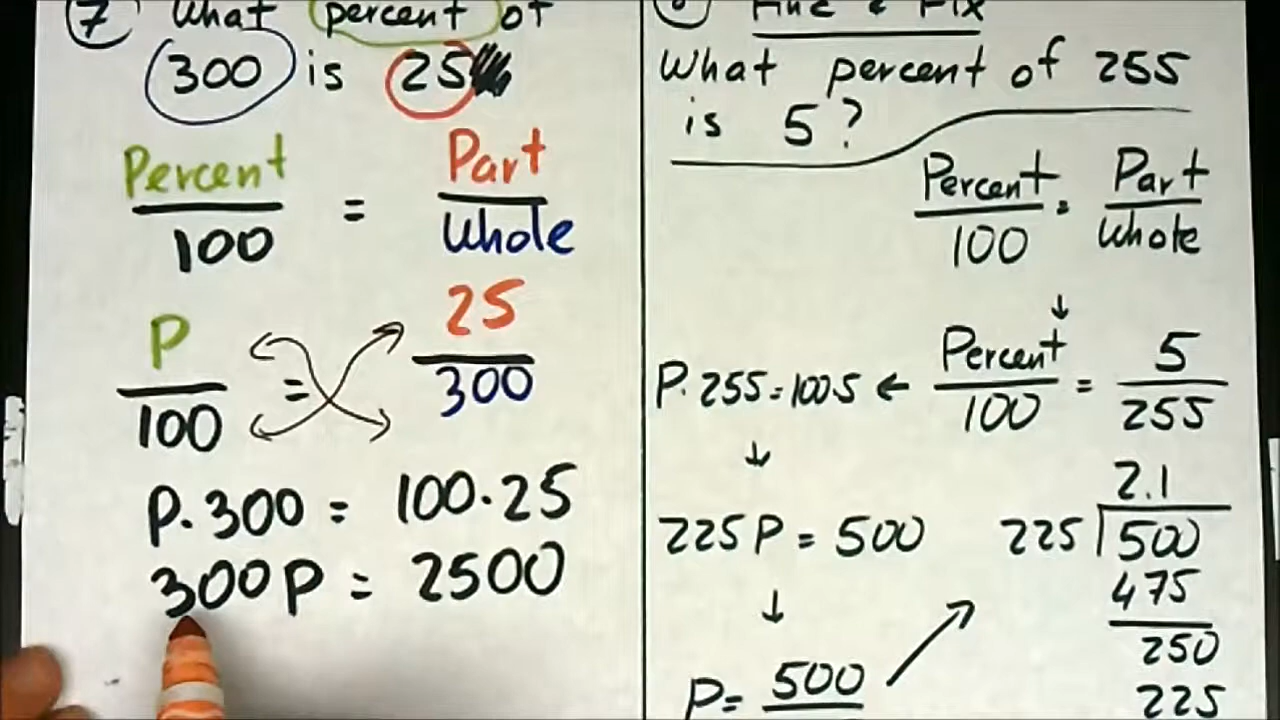 7 What percent of
300 is 25
Percent
100
=
Part
Whole
P
100
=
25
300
P.300 = 100.25
300P = 2500
Find & Fix
What percent of 255
is 5?
Percent
100
=
Part
Whole
Percent
100
=
5
255
P.255=100.5
225P = 500
P= 500
2.1
225 500
475
250
225